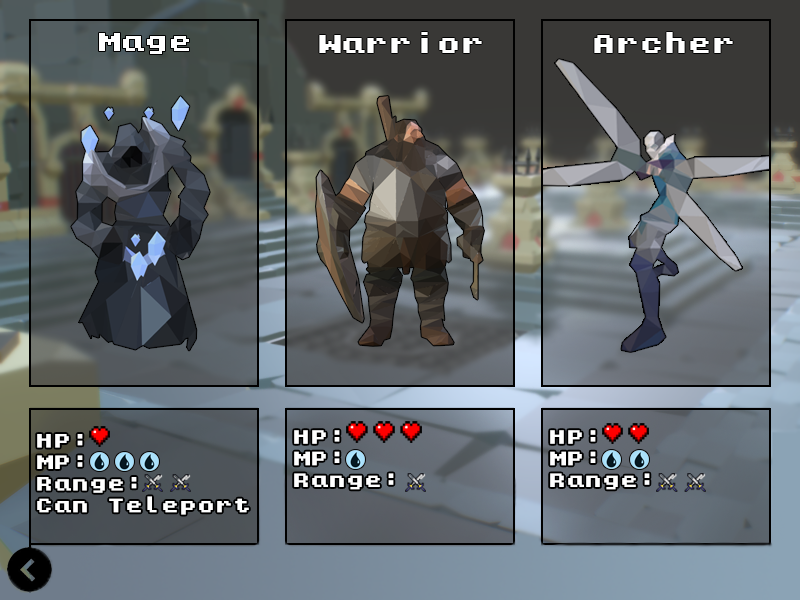 Mage
Warrior
Archer
HP:
MP:
Range:
Can Teleport
HP:
MP:
Range:
HP:
MP:
Range: